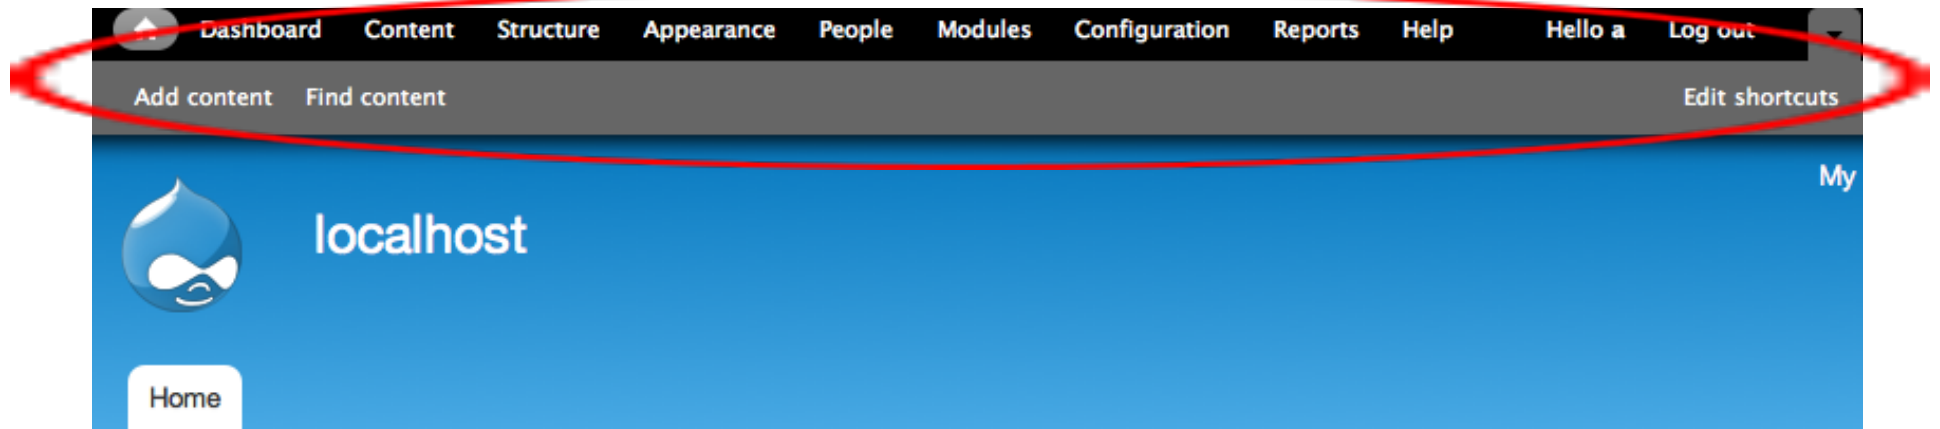 Dashboard Content Structure Appearance People Modules Configuration Reports Help Hello a Log out
Add content Find content Edit shortcuts
My
localhost
Home